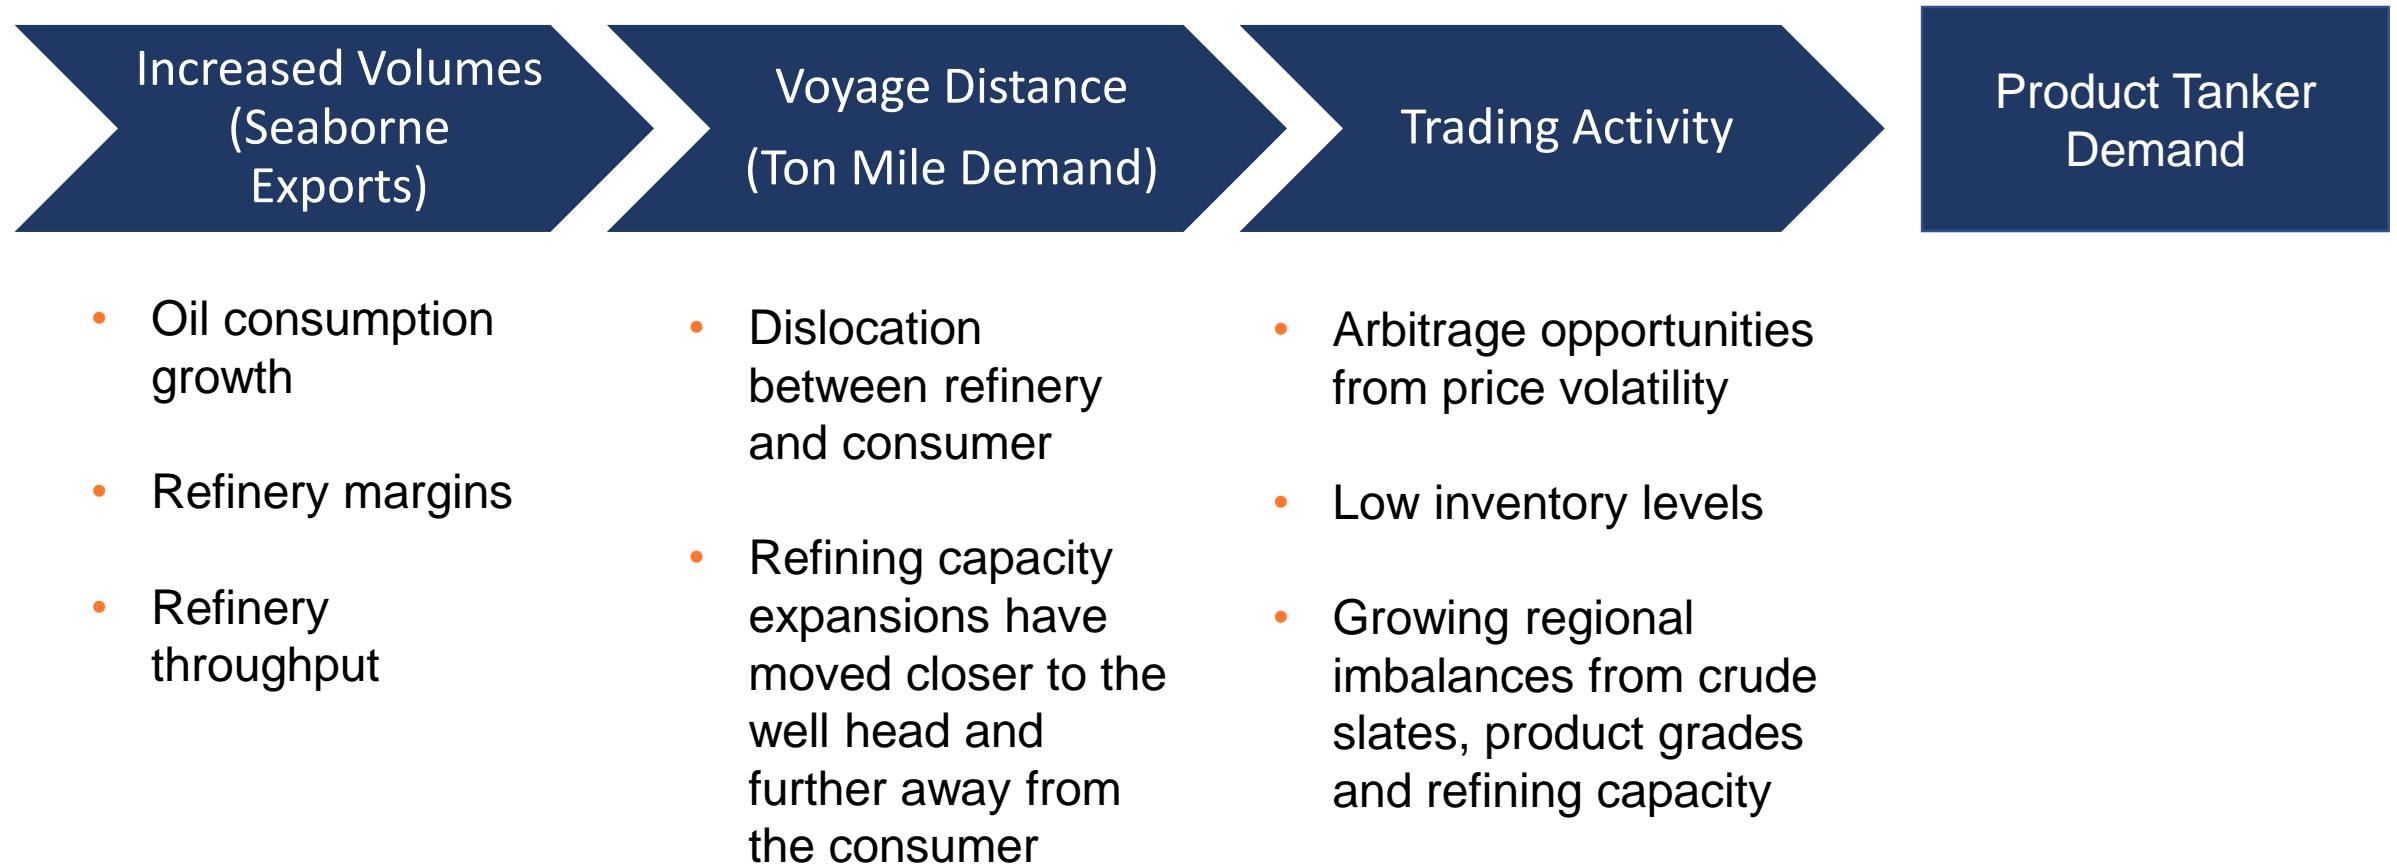 Increased Volumes
(Seaborne
Exports)
Voyage Distance
(Ton Mile Demand)
Trading Activity
Product Tanker
Demand
• Oil consumption
growth
• Refinery margins
• Refinery
throughput
• Dislocation
between refinery
and consumer
• Refining capacity
expansions have
moved closer to the
well head and
further away from
the consumer
• Arbitrage opportunities
from price volatility
• Low inventory levels
• Growing regional
imbalances from crude
slates, product grades
and refining capacity